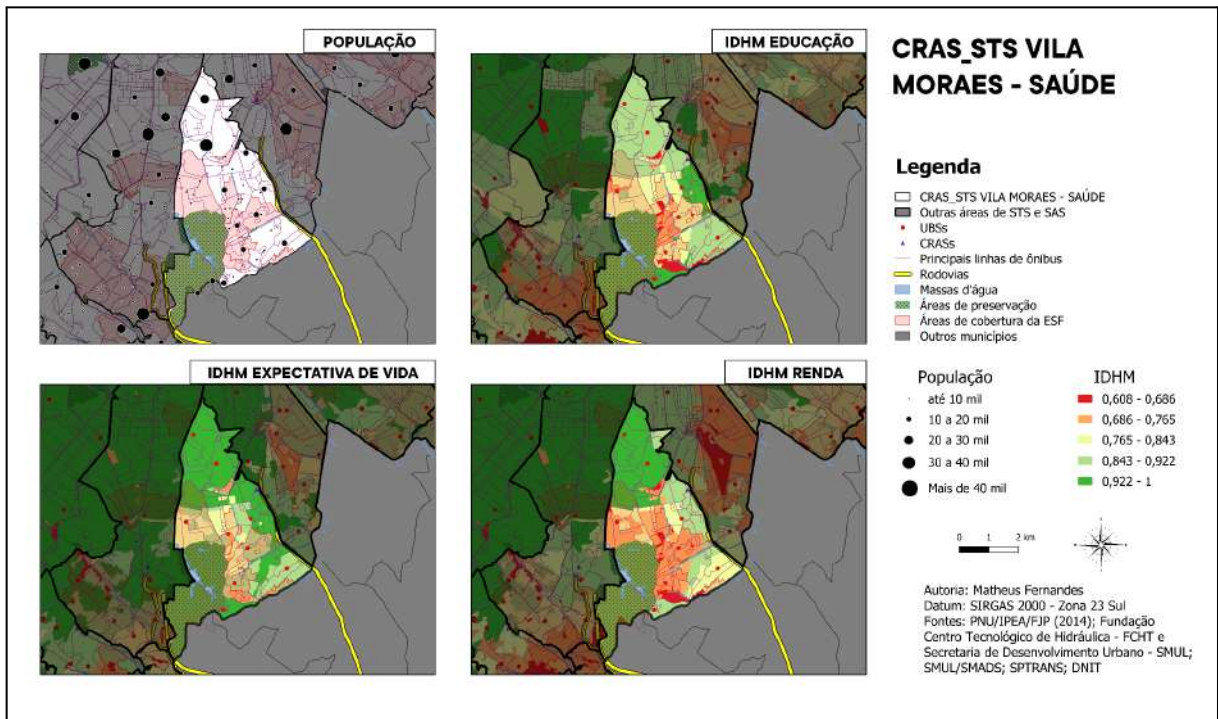 POPULAÇÃO
IDHM EDUCAÇÃO
CRAS_STS VILA
MORAES - SAÚDE
Legenda
CRAS_STS VILA MORAES - SAÚDE
Outras áreas de STS e SAS
UBSs
CRASs
Principais linhas de ônibus
Rodovias
Massas d'água
Áreas de preservação
Áreas de cobertura da ESF
Outros municípios
IDHM EXPECTATIVA DE VIDA
IDHM RENDA
População
até 10 mil
10 a 20 mil
20 a 30 mil
30 a 40 mil
Mais de 40 mil
IDHM
0,608 - 0,686
0,686 - 0,765
0,765 - 0,843
0,843 - 0,922
0,922 - 1
0 1 2 km
Autoria: Matheus Fernandes
Datum: SIRGAS 2000 - Zona 23 Sul
Fontes: PNU/IPEA/FJP (2014); Fundação
Centro Tecnológico de Hidráulica - FCHT e
Secretaria de Desenvolvimento Urbano - SMUL;
SMUL/SMADS; SPTRANS; DNIT